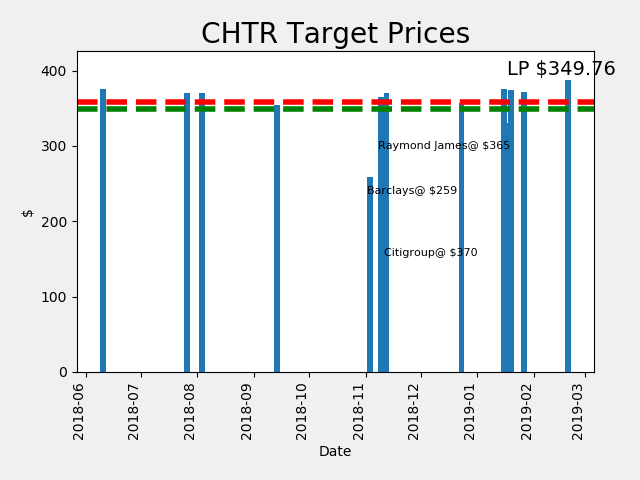 CHTR Target Prices
LP $349.76
400
300
200
100
0
$
Raymond James@ $365
Barclays@ $259
Citigroup@ $370
2018-06
2018-07
2018-08
2018-09
2018-10
2018-11
2018-12
2019-01
2019-02
2019-03
Date